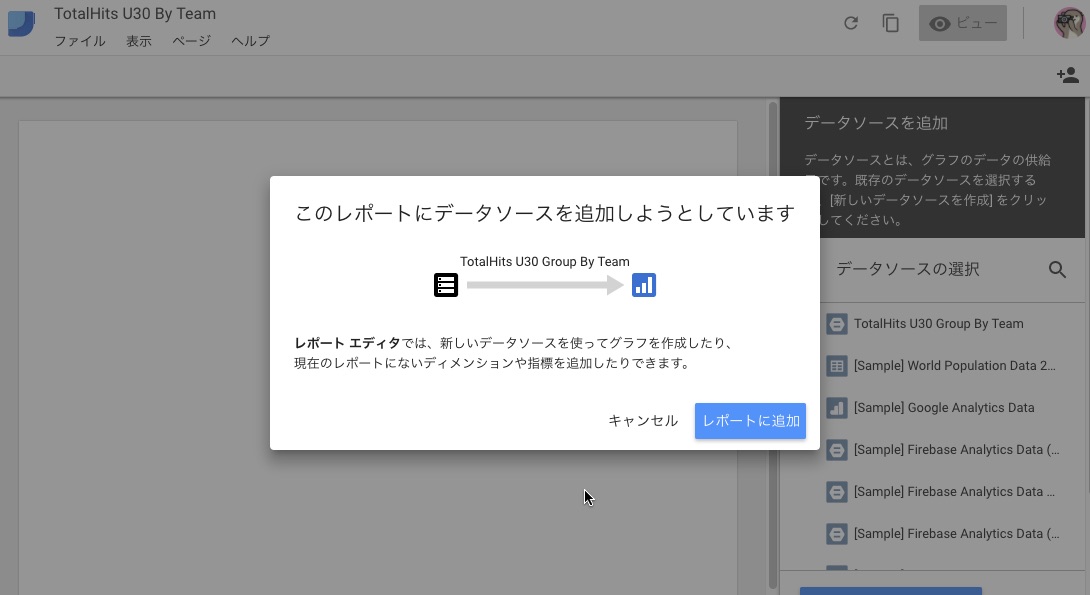 TotalHits U30 By Team
ファイル 表示 ページ ヘルプ
ビュー
データソースを追加
データソースとは、グラフのデータの供給
です。既存のデータソースを選択する
[新しいデータソースを作成] をクリッ
してください。
このレポートにデータソースを追加しようとしています
TotalHits U30 Group By Team
レポート エディタでは、新しいデータソースを使ってグラフを作成したり、
現在のレポートにないディメンションや指標を追加したりできます。
キャンセル レポートに追加
データソースの選択
TotalHits U30 Group By Team
[Sample] World Population Data 2...
[Sample] Google Analytics Data
[Sample] Firebase Analytics Data (...
[Sample] Firebase Analytics Data ...
[Sample] Firebase Analytics Data (...